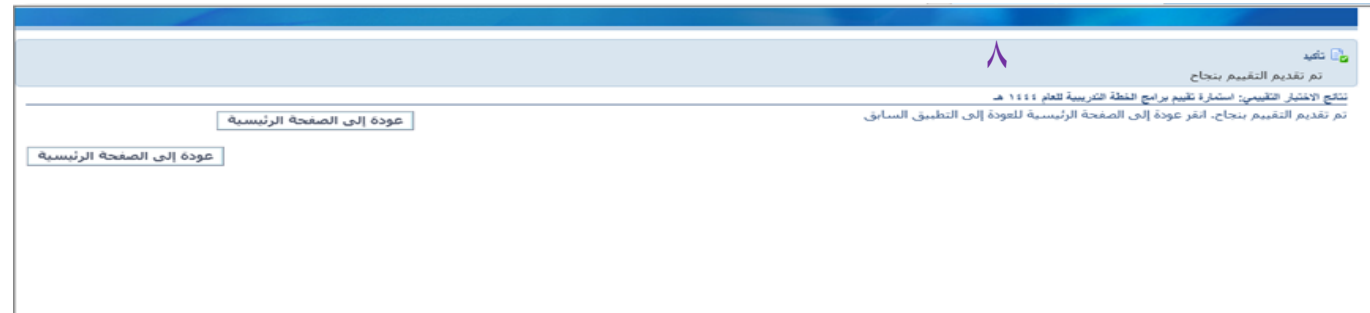 ٨
تأكيد
تم تقديم التقييم بنجاح
نتائج الاختبار التقييمي: استمارة تقييم برامج الخطة التدريبية للعام ١٤٤٤ هـ
تم تقديم التقييم بنجاح. انقر عودة إلى الصفحة الرئيسية للعودة إلى التطبيق السابق
عودة إلى الصفحة الرئيسية
عودة إلى الصفحة الرئيسية